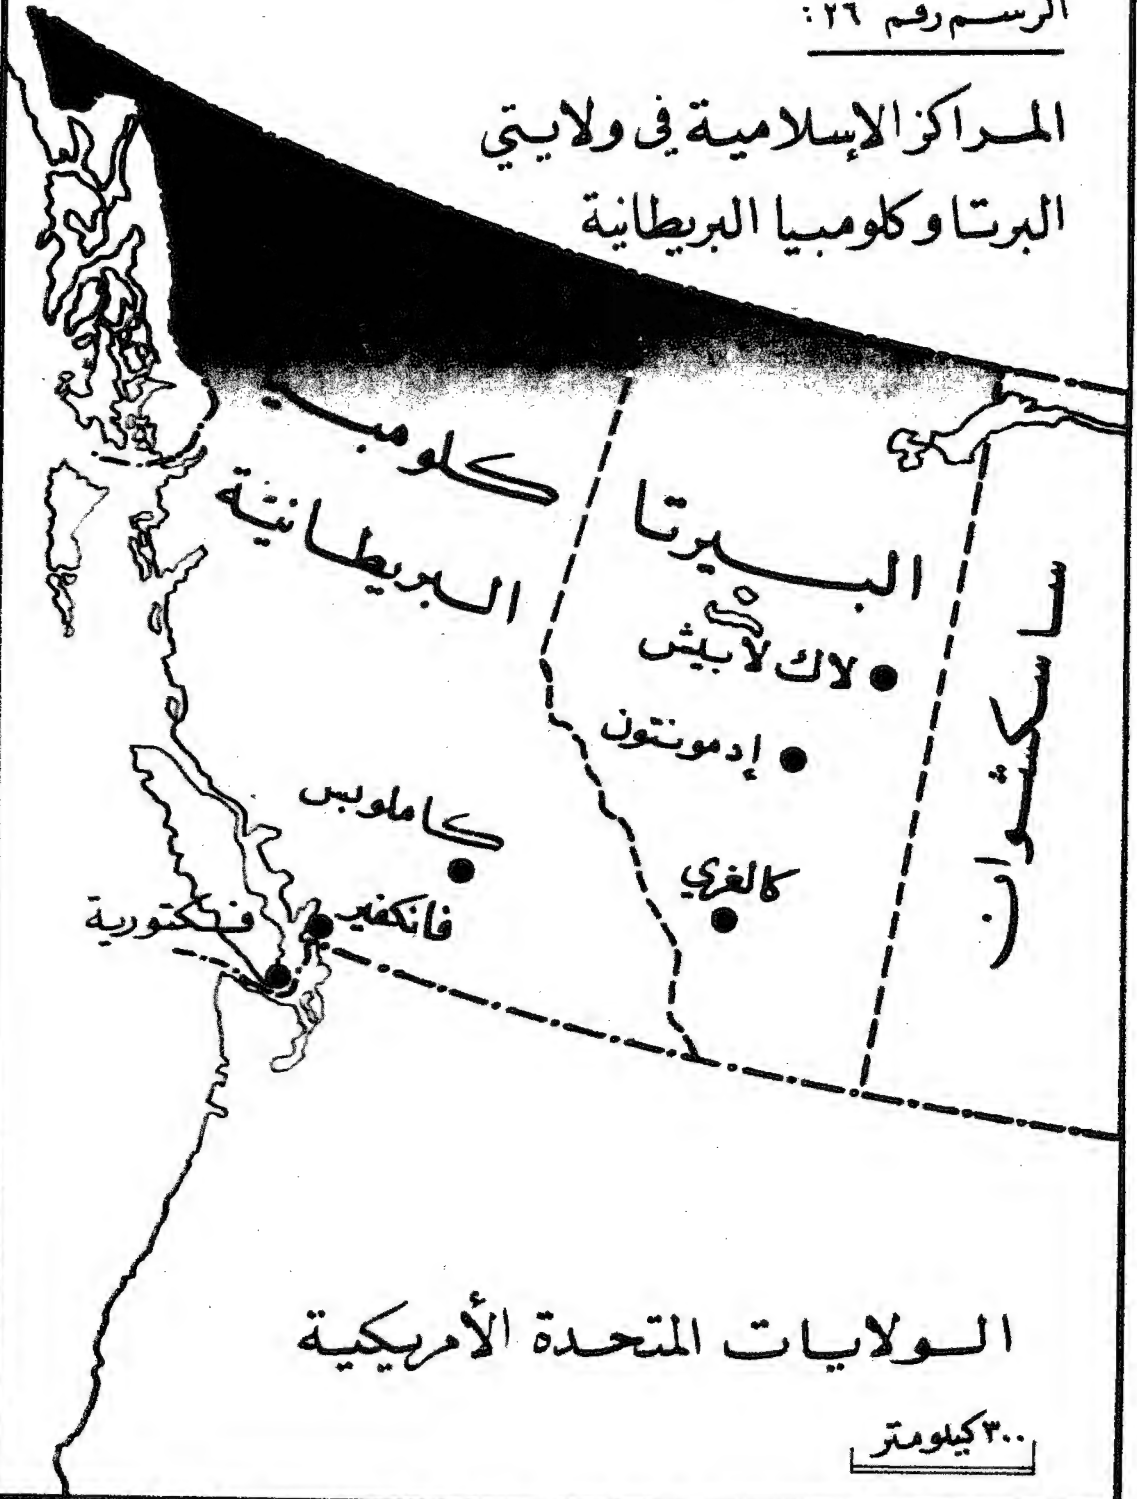 الرسم رقم ٢٦ :
المراكز الإسلامية في ولايتي
البرتا وكلومبيا البريطانية
كلومبيا
البريطانية
البيرتا
ساسكثوان
لاك لابيش
إدمونتون
كاملوبس
كالغري
فانكفير
فكتورية
الولايات المتحدة الأمريكية
٣٠٠ كيلومتر